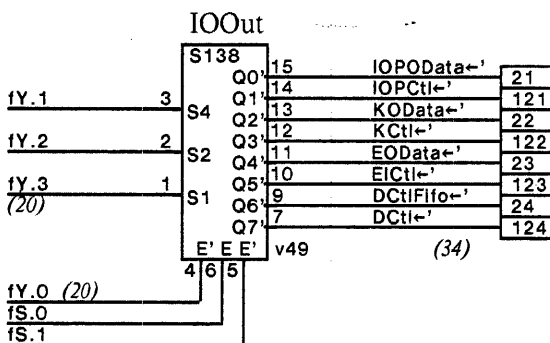 IOOut
S138
Q0' 15 IOPOData←' 21
Q1' 14 IOPCtl←' 121
fY.1 3 S4 Q2' 13 KOData←' 22
Q3' 12 KCtl←' 122
fY.2 2 S2 Q4' 11 EOData←' 23
Q5' 10 EICtl←' 123
fY.3 1 S1 Q6' 9 DCtlFifo←' 24
(20) Q7' 7 DCtl←' 124
E' E E' v49 (34)
4 6 5
fY.0 (20)
fS.0
fS.1